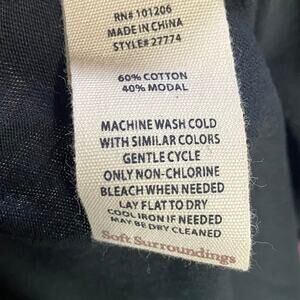 RN# 101206
MADE IN CHINA
STYLE# 27774
60% COTTON
40% MODAL
MACHINE WASH COLD
WITH SIMILAR COLORS
GENTLE CYCLE
ONLY NON-CHLORINE
BLEACH WHEN NEEDED
LAY FLAT TO DRY
COOL IRON IF NEEDED
MAY BE DRY CLEANED
Soft Surroundings